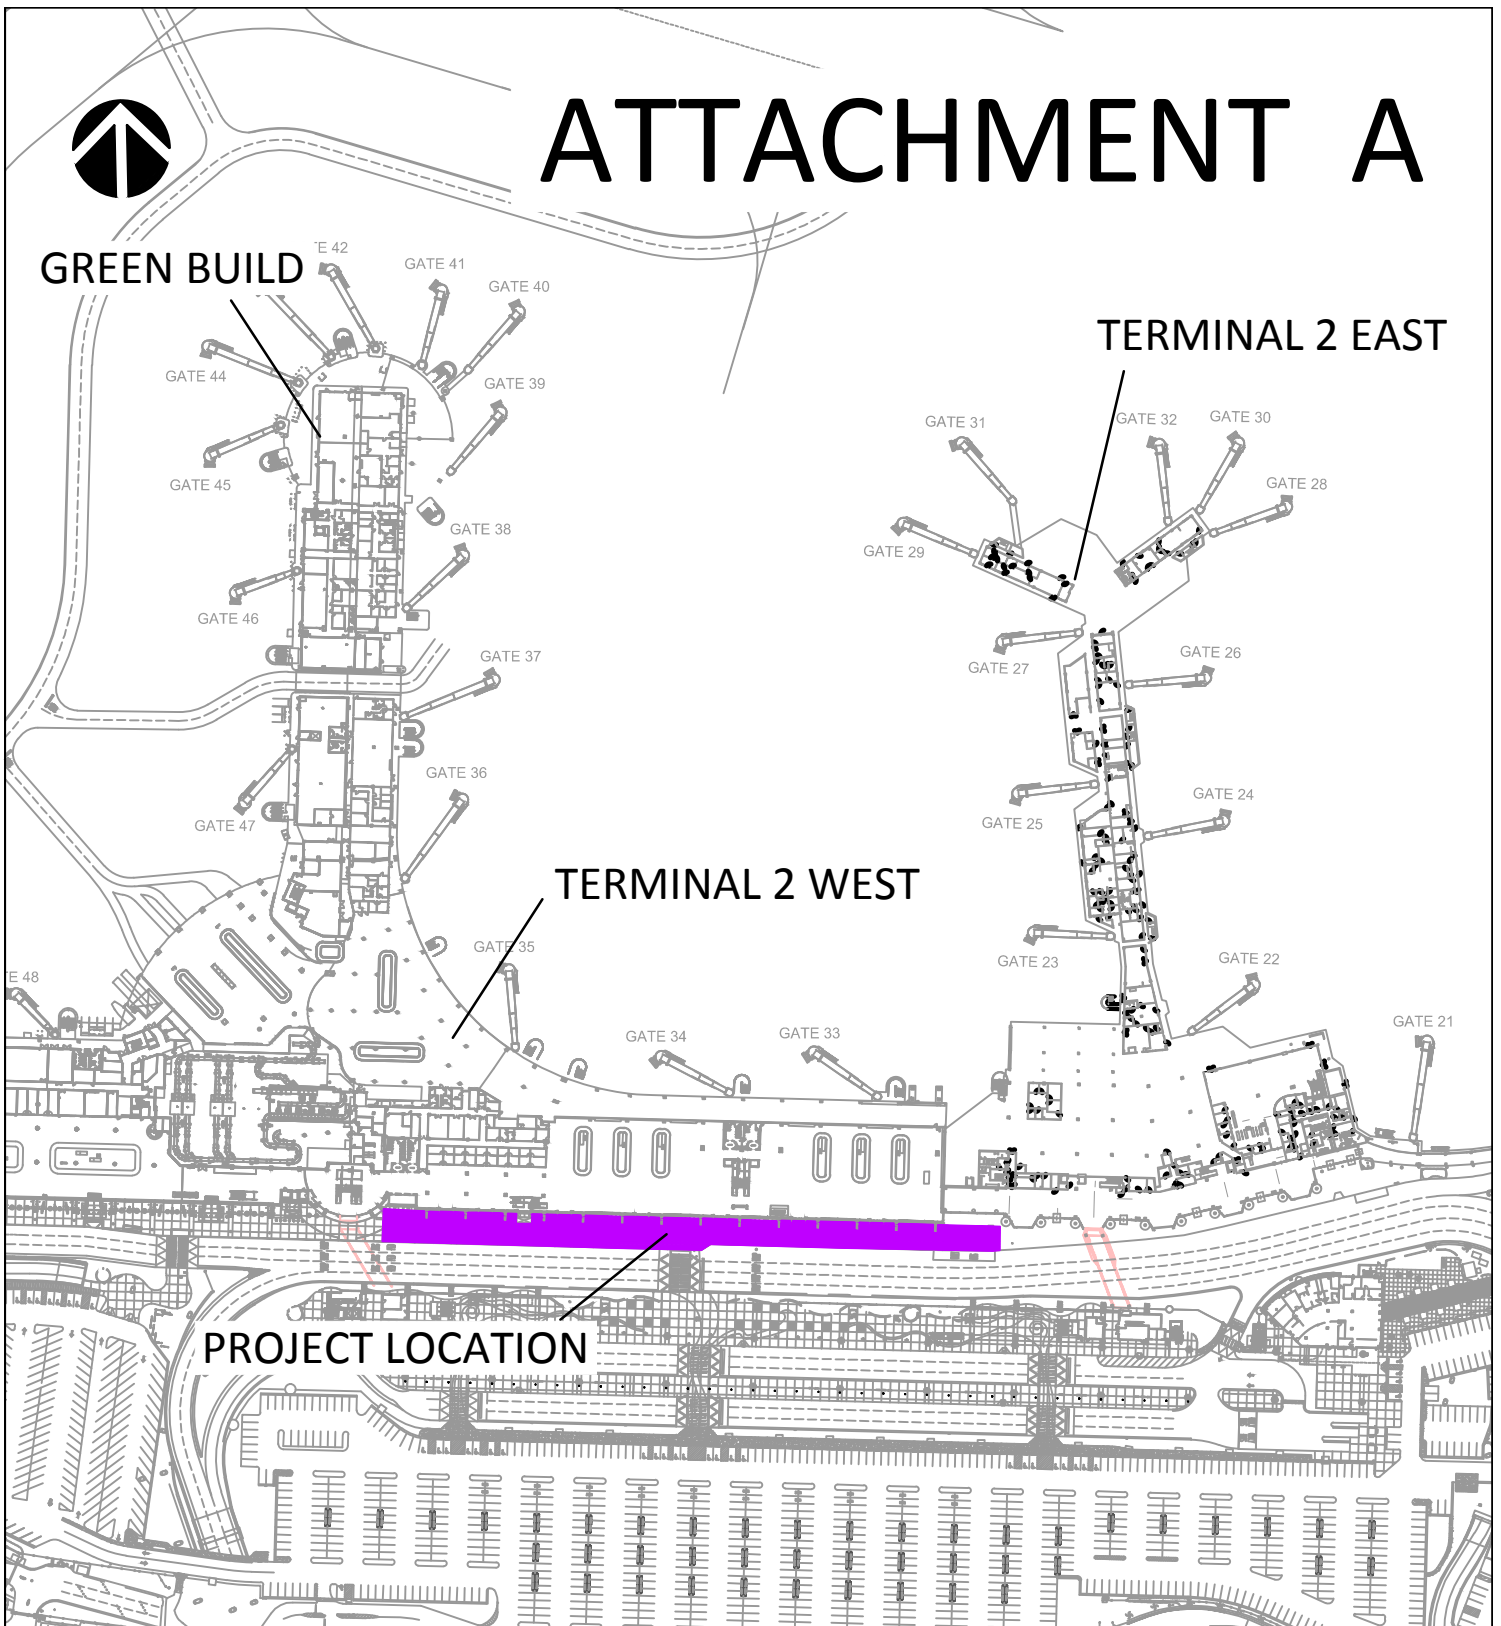 ATTACHMENT A
GREEN BUILD
E 42
GATE 41
GATE 40
TERMINAL 2 EAST
GATE 44
GATE 39
GATE 31
GATE 32
GATE 30
GATE 45
GATE 28
GATE 38
GATE 29
GATE 46
GATE 37
GATE 27
GATE 26
GATE 36
GATE 47
GATE 25
GATE 24
TERMINAL 2 WEST
GATE 35
GATE 23
GATE 22
TE 48
GATE 34
GATE 33
GATE 21
PROJECT LOCATION